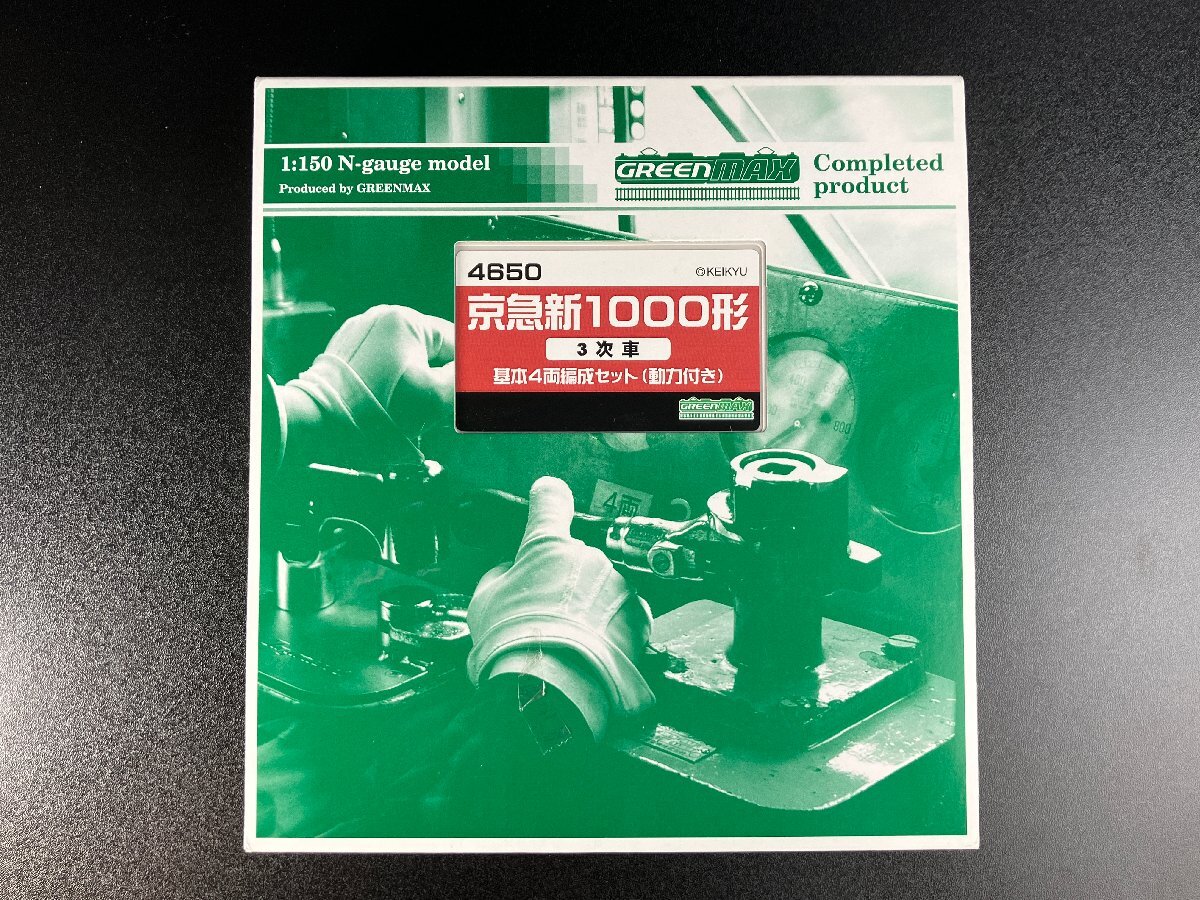 1:150 N-gauge model
Produced by GREENMAX
GREENMAX
Completed
product
4650
©KEIKYU
京急新1000形
3次車
基本4両編成セット(動力付き)
GREENMAX
4両